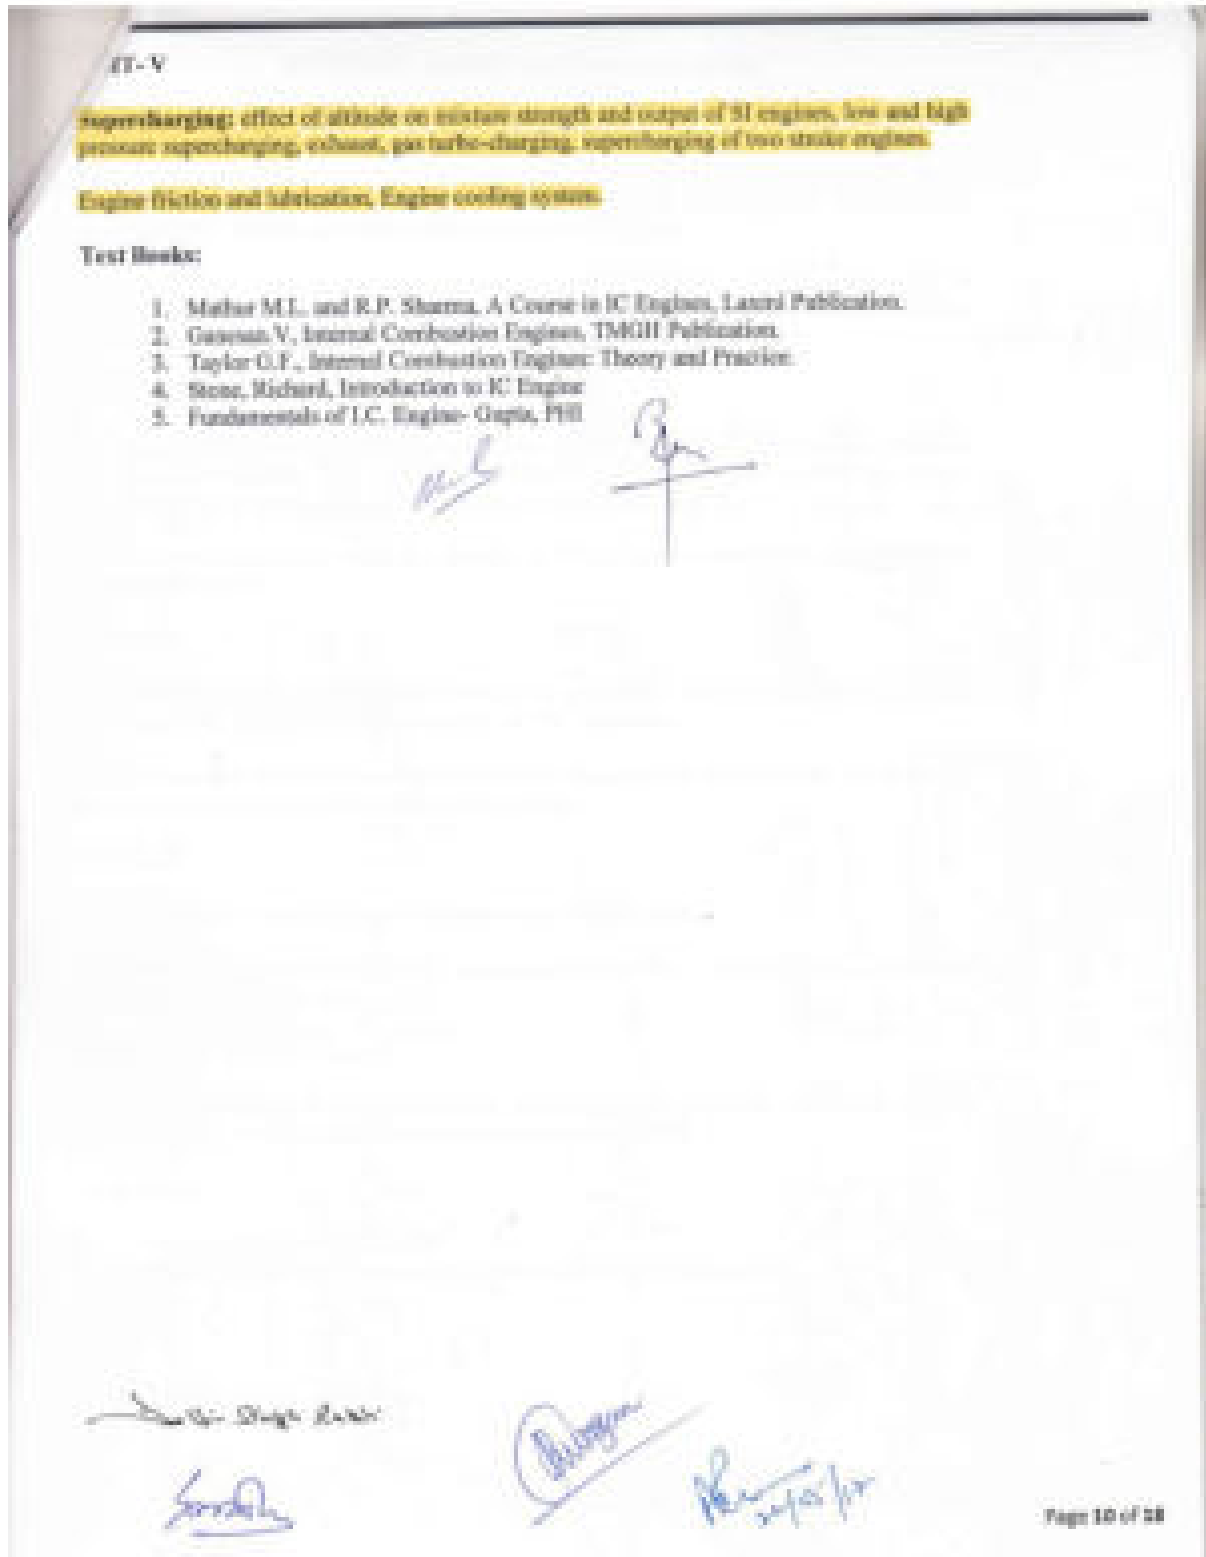 IT- V
Supercharging: effect of altitude on mixture strength and output of SI engines, low and high
pressure supercharging, exhaust, gas turbo-charging, supercharging of two stroke engines.
Engine friction and lubrication, Engine cooling system.
Text Books:
1. Mathur M.L. and R.P. Sharma, A Course in IC Engines, Laxmi Publication.
2. Ganesan.V, Internal Combustion Engines, TMGH Publication.
3. Taylor G.F., Internal Combustion Engines: Theory and Practice.
4. Stone, Richard, Introduction to IC Engine
5. Fundamentals of I.C. Engine- Gupta, PHI
Page 10 of 18